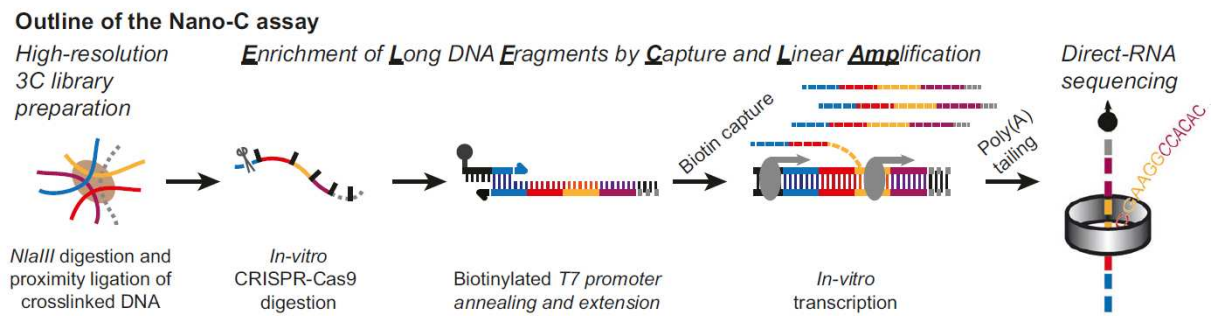 Outline of the Nano-C assay
High-resolution
3C library
preparation
Enrichment of Long DNA Fragments by Capture and Linear Amplification
Direct-RNA
sequencing
Biotin capture
Poly(A)
tailing
CGAAGGCCACAC
NlaIII digestion and
proximity ligation of
crosslinked DNA
In-vitro
CRISPR-Cas9
digestion
Biotinylated T7 promoter
annealing and extension
In-vitro
transcription